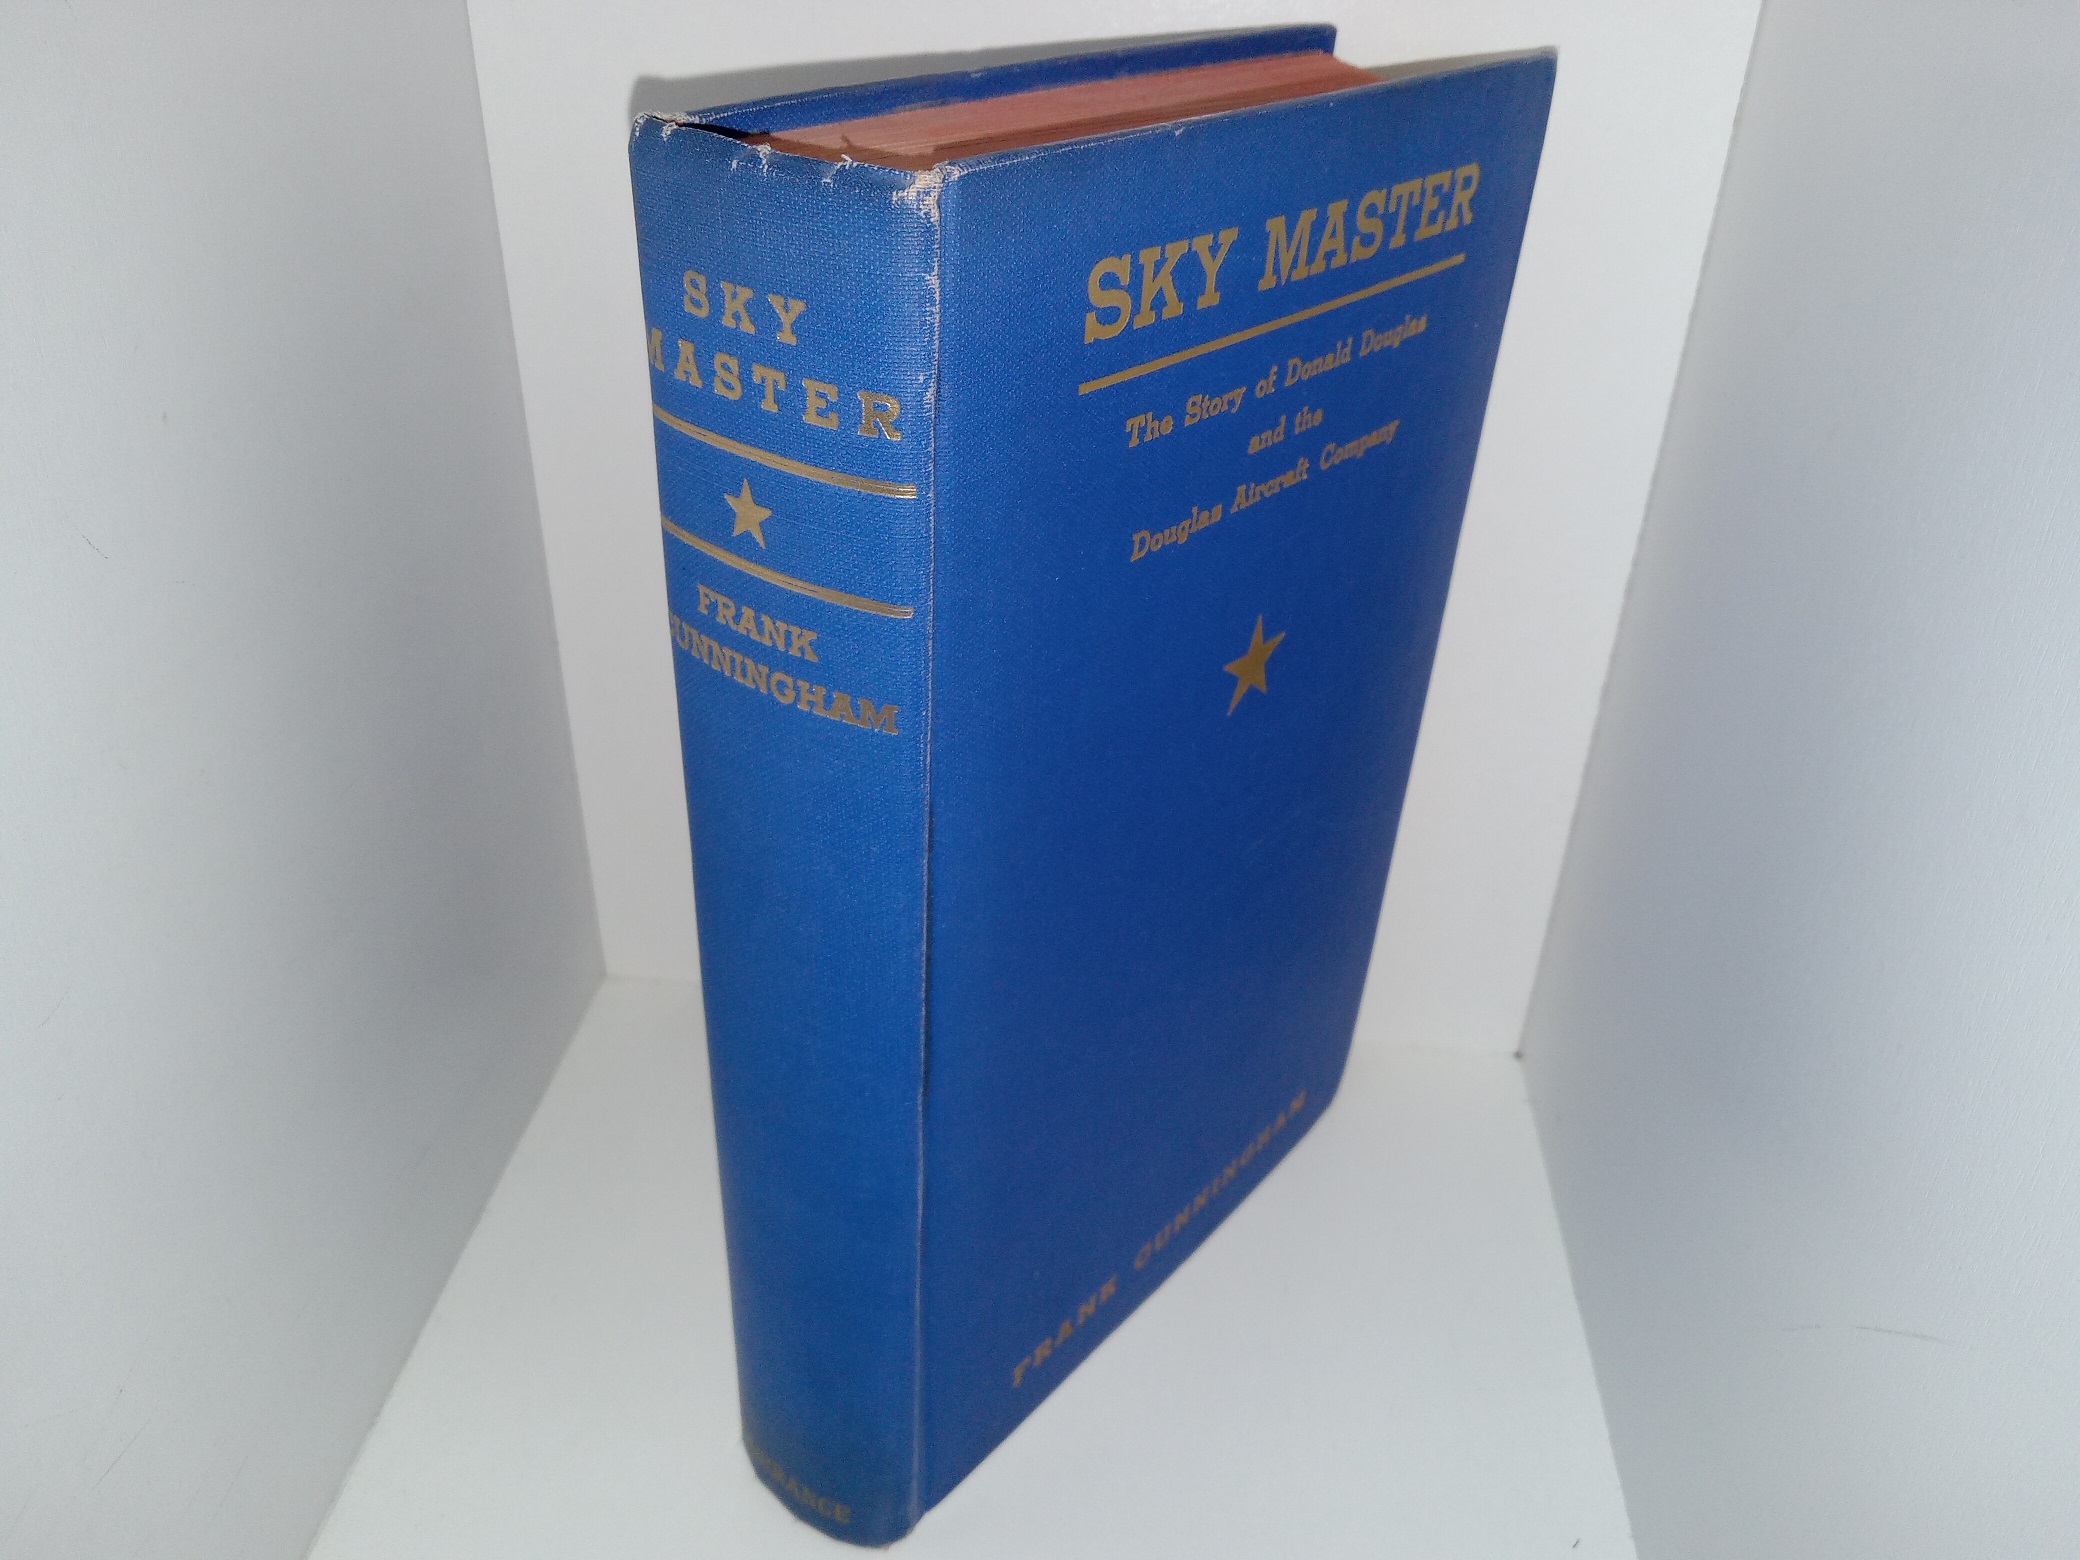 SKY
MASTER
FRANK
CUNNINGHAM
SKY MASTER
The Story of Donald Douglas
and the
Douglas Aircraft Company
FRANK CUNNINGHAM